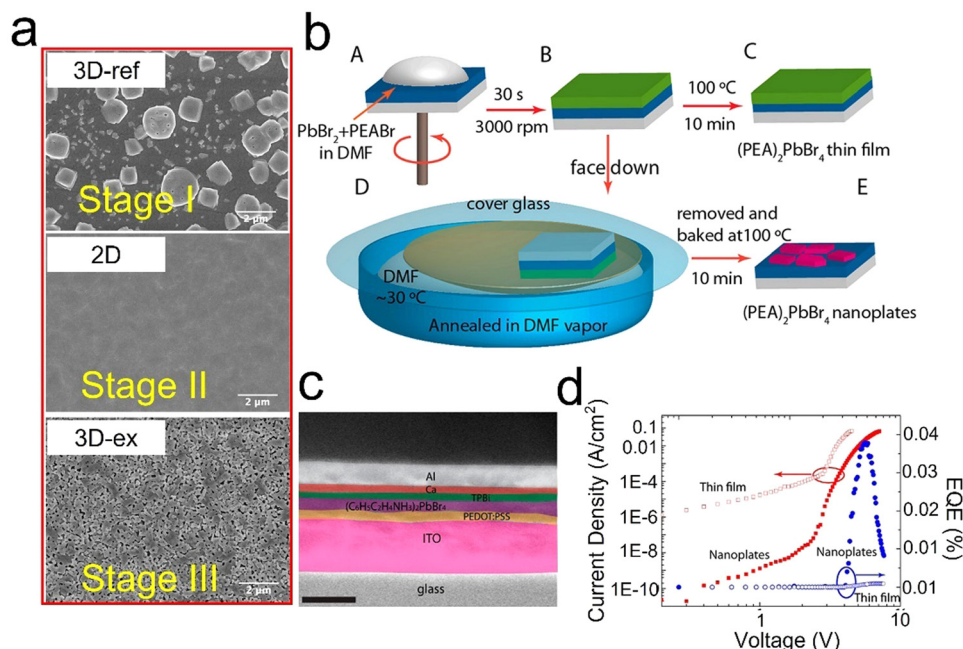 a
3D-ref
Stage I
2 µm
2D
Stage II
2 µm
3D-ex
Stage III
2 µm
b
A
B
C
30 s
3000 rpm
100 ºC
10 min
PbBr₂+PEABr
in DMF
(PEA)₂PbBr₄ thin film
face down
D
E
cover glass
DMF
~30 ºC
Annealed in DMF vapor
removed and
baked at100 ºC
10 min
(PEA)₂PbBr₄ nanoplates
c
Al
Ca
TPBi
(C₆H₅C₂H₄NH₃)₂PbBr₄
PEDOT:PSS
ITO
glass
d
Current Density (A/cm²)
0.1
0.01
1E-4
1E-6
1E-8
1E-10
Thin film
Nanoplates
Nanoplates
Thin film
0.04
0.03
0.02
0.01
EQE (%)
1
10
Voltage (V)